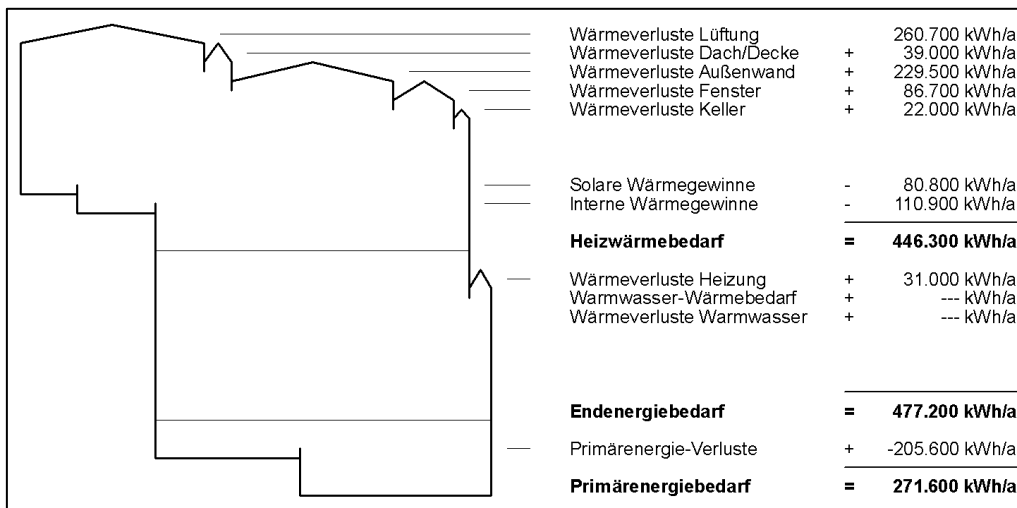 Wärmeverluste Lüftung 260.700 kWh/a
Wärmeverluste Dach/Decke + 39.000 kWh/a
Wärmeverluste Außenwand + 229.500 kWh/a
Wärmeverluste Fenster + 86.700 kWh/a
Wärmeverluste Keller + 22.000 kWh/a
Solare Wärmegewinne - 80.800 kWh/a
Interne Wärmegewinne - 110.900 kWh/a
Heizwärmebedarf = 446.300 kWh/a
Wärmeverluste Heizung + 31.000 kWh/a
Warmwasser-Wärmebedarf + --- kWh/a
Wärmeverluste Warmwasser + --- kWh/a
Endenergiebedarf = 477.200 kWh/a
Primärenergie-Verluste + -205.600 kWh/a
Primärenergiebedarf = 271.600 kWh/a